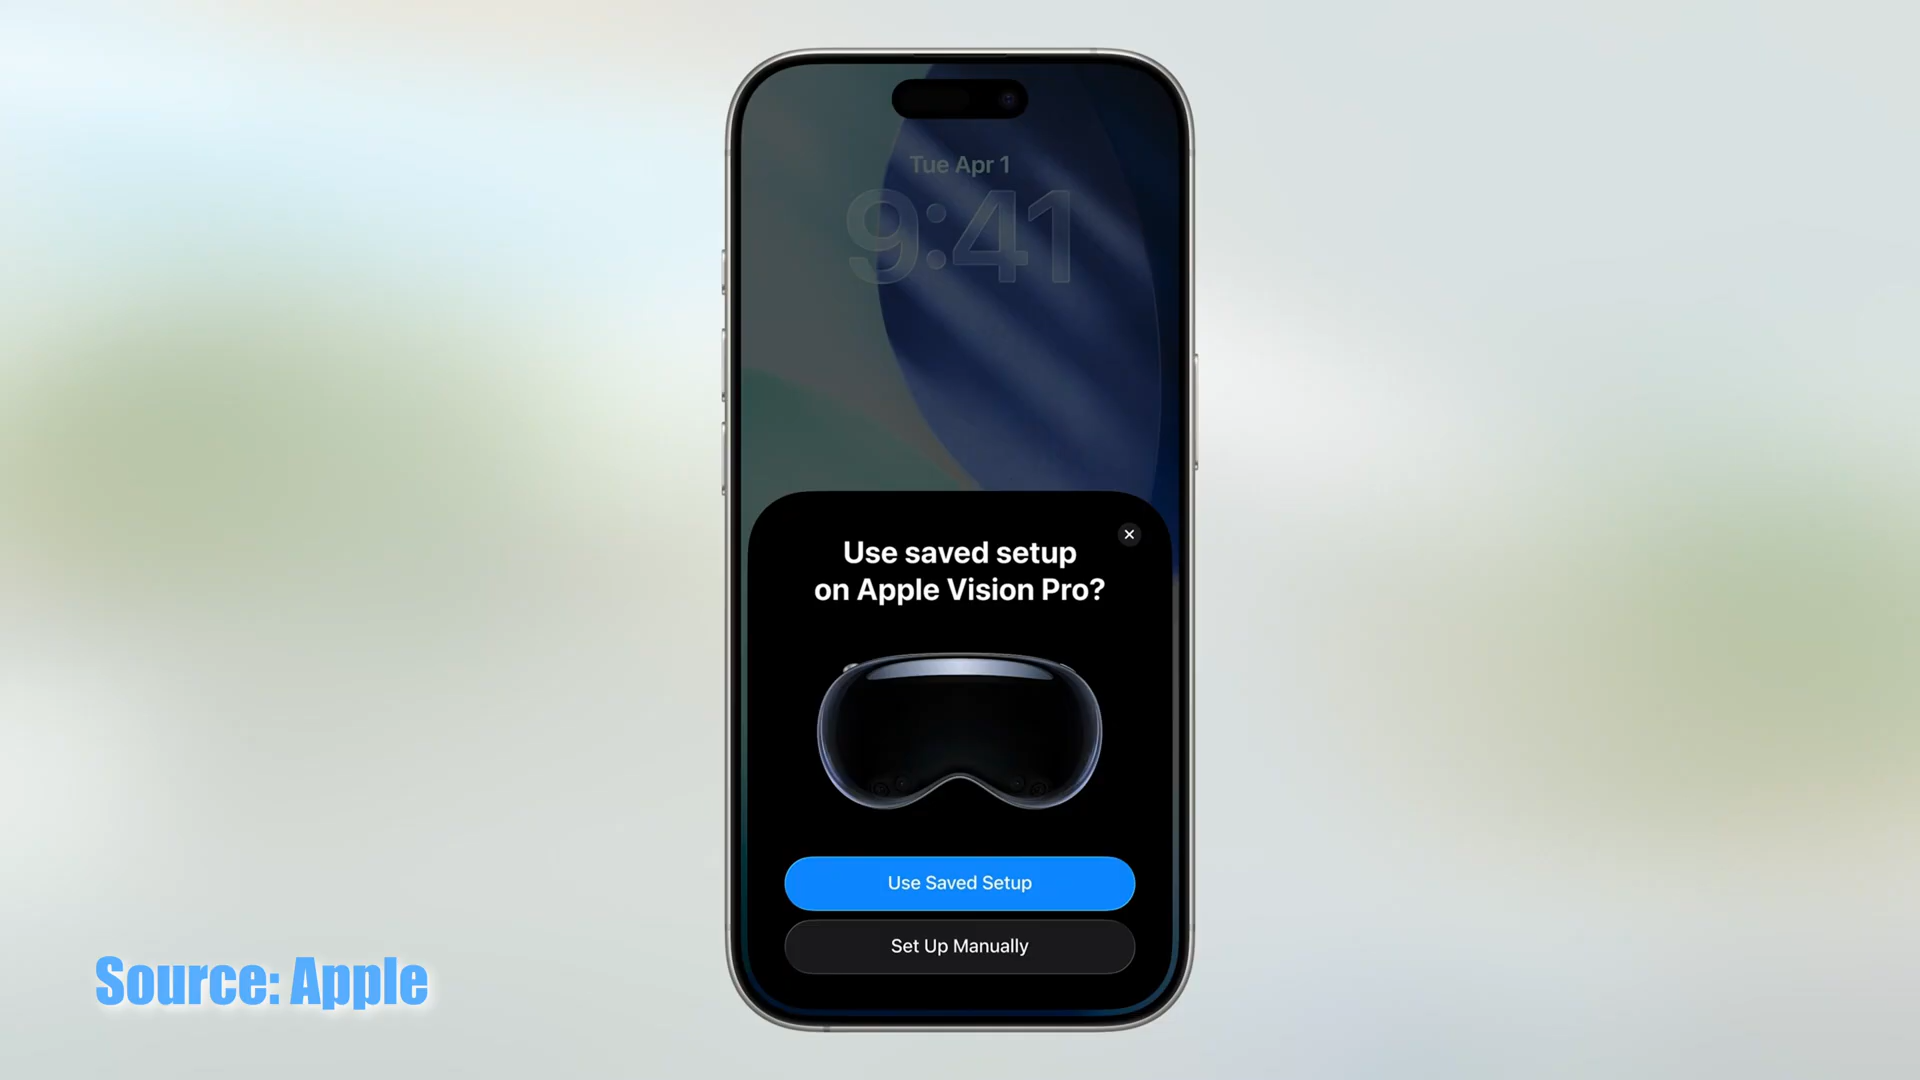 Tue Apr 1
9:41
Use saved setup
on Apple Vision Pro?
Use Saved Setup
Set Up Manually
Source: Apple